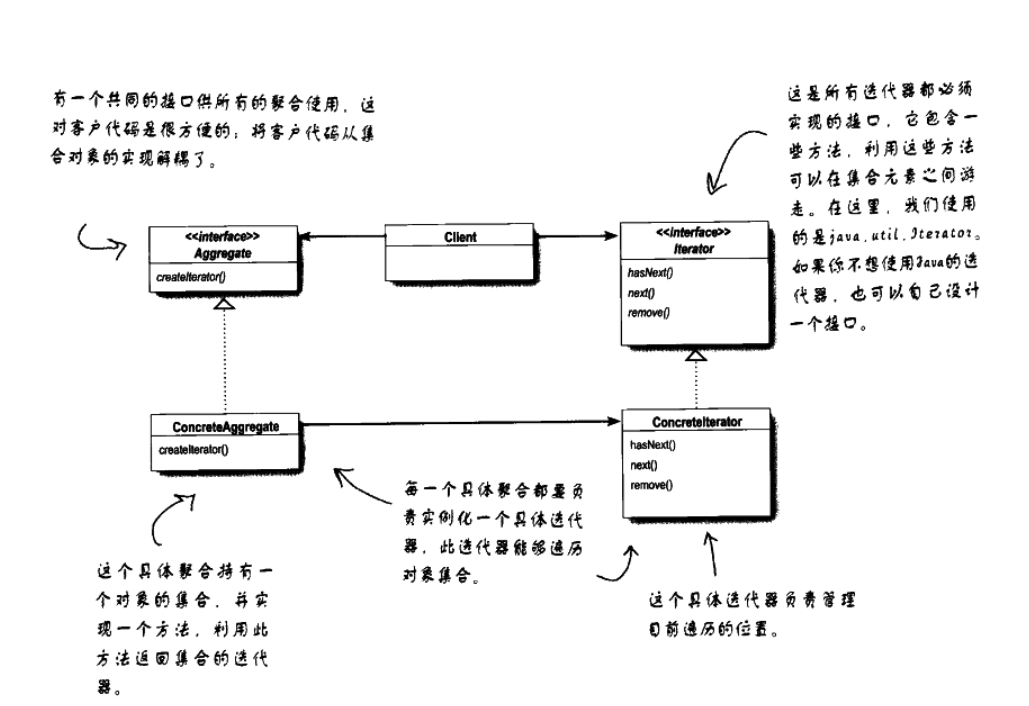 有一个共同的接口供所有的聚合使用，这
对客户代码是很方便的；将客户代码从集
合对象的实现解耦了。
这是所有迭代器都必须
实现的接口，它包含一
些方法，利用这些方法
可以在集合元素之间游
走。在这里，我们使用
的是java.util.Iterator。
如果你不想使用Java的迭
代器，也可以自己设计
一个接口。
<<interface>>
Aggregate
createIterator()
Client
<<interface>>
Iterator
hasNext()
next()
remove()
ConcreteAggregate
createIterator()
ConcreteIterator
hasNext()
next()
remove()
每一个具体聚合都要负
责实例化一个具体迭代
器，此迭代器能够遍历
对象集合。
这个具体聚合持有一
个对象的集合，并实
现一个方法，利用此
方法返回集合的迭代
器。
这个具体迭代器负责管理
目前遍历的位置。